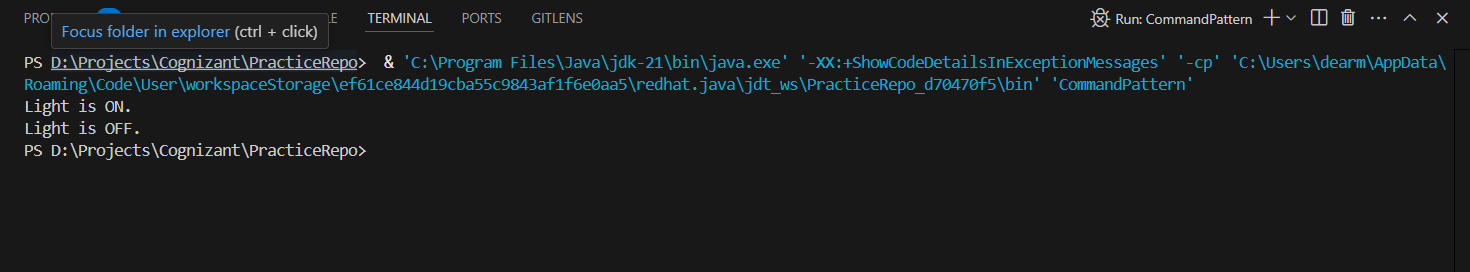 PRO LE TERMINAL PORTS GITLENS Run: CommandPattern
Focus folder in explorer (ctrl + click)
PS D:\Projects\Cognizant\PracticeRepo> & 'C:\Program Files\Java\jdk-21\bin\java.exe' '-XX:+ShowCodeDetailsInExceptionMessages' '-cp' 'C:\Users\dearm\AppData\
Roaming\Code\User\workspaceStorage\ef61ce844d19cba55c9843af1f6e0aa5\redhat.java\jdt_ws\PracticeRepo_d70470f5\bin' 'CommandPattern'
Light is ON.
Light is OFF.
PS D:\Projects\Cognizant\PracticeRepo>